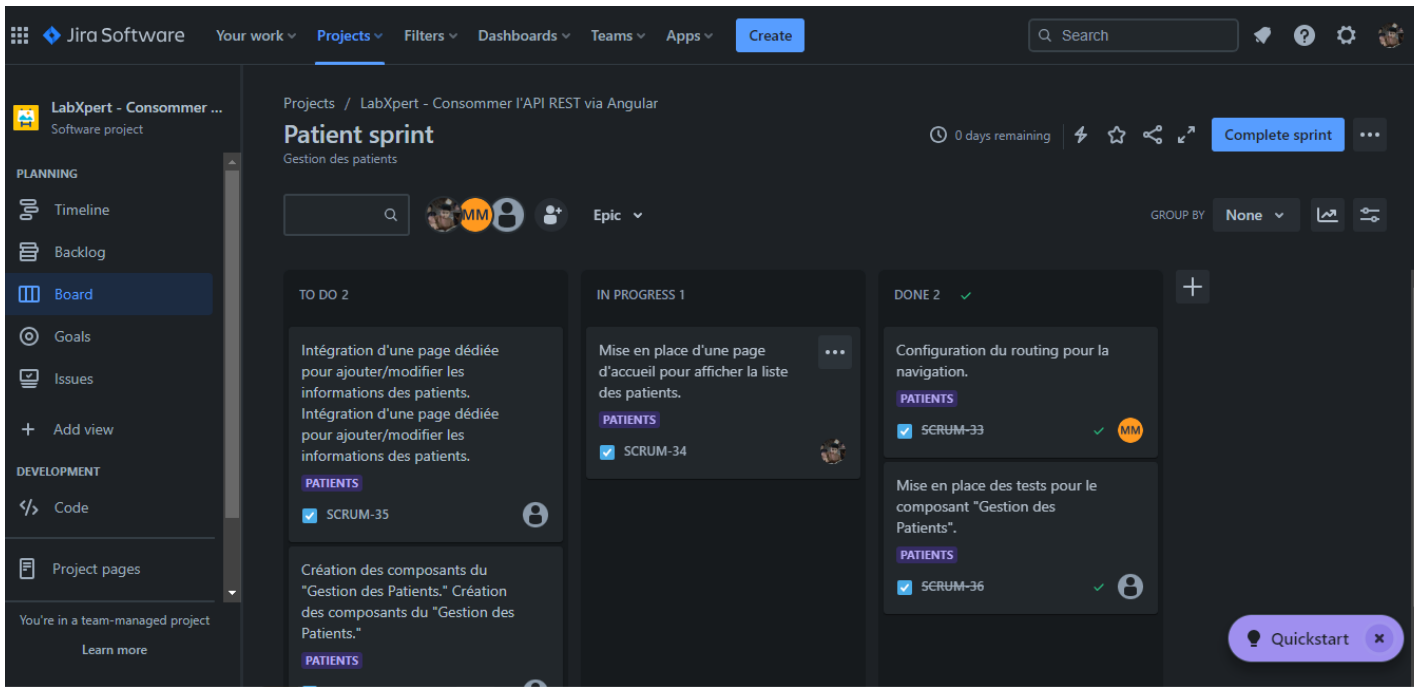 Jira Software
Your work
Projects
Filters
Dashboards
Teams
Apps
Create
Search
LabXpert - Consommer ...
Software project
PLANNING
Timeline
Backlog
Board
Goals
Issues
Add view
DEVELOPMENT
Code
Project pages
You're in a team-managed project
Learn more
Projects / LabXpert - Consommer l'API REST via Angular
Patient sprint
Gestion des patients
0 days remaining
Complete sprint
MM
Epic
GROUP BY
None
TO DO 2
Intégration d'une page dédiée
pour ajouter/modifier les
informations des patients.
Intégration d'une page dédiée
pour ajouter/modifier les
informations des patients.
PATIENTS
SCRUM-35
Création des composants du
"Gestion des Patients." Création
des composants du "Gestion des
Patients."
PATIENTS
IN PROGRESS 1
Mise en place d'une page
d'accueil pour afficher la liste
des patients.
PATIENTS
SCRUM-34
DONE 2
Configuration du routing pour la
navigation.
PATIENTS
SCRUM-33
MM
Mise en place des tests pour le
composant "Gestion des
Patients".
PATIENTS
SCRUM-36
Quickstart